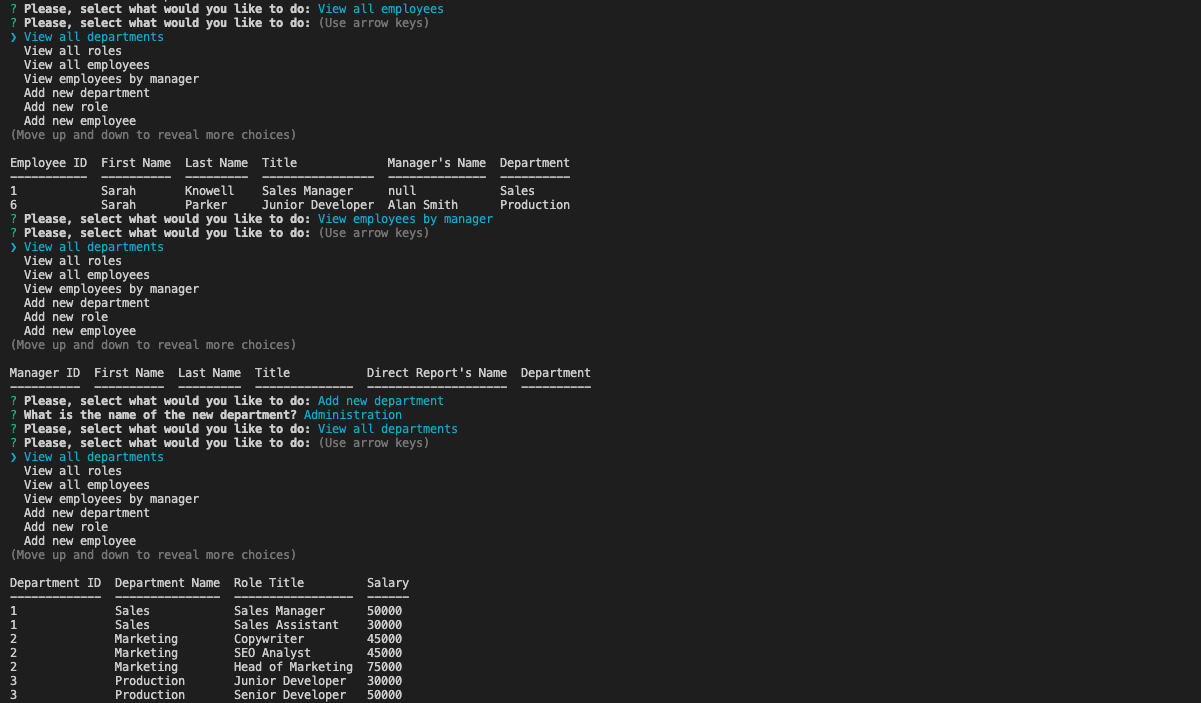 ? Please, select what would you like to do: View all employees
? Please, select what would you like to do: (Use arrow keys)
❯ View all departments
  View all roles
  View all employees
  View employees by manager
  Add new department
  Add new role
  Add new employee
(Move up and down to reveal more choices)

Employee ID  First Name  Last Name  Title             Manager's Name  Department
1            Sarah       Knowell    Sales Manager     null            Sales
6            Sarah       Parker     Junior Developer  Alan Smith      Production
? Please, select what would you like to do: View employees by manager
? Please, select what would you like to do: (Use arrow keys)
❯ View all departments
  View all roles
  View all employees
  View employees by manager
  Add new department
  Add new role
  Add new employee
(Move up and down to reveal more choices)

Manager ID  First Name  Last Name  Title           Direct Report's Name  Department
? Please, select what would you like to do: Add new department
? What is the name of the new department? Administration
? Please, select what would you like to do: View all departments
? Please, select what would you like to do: (Use arrow keys)
❯ View all departments
  View all roles
  View all employees
  View employees by manager
  Add new department
  Add new role
  Add new employee
(Move up and down to reveal more choices)

Department ID  Department Name  Role Title         Salary
1              Sales            Sales Manager      50000
1              Sales            Sales Assistant    30000
2              Marketing        Copywriter         45000
2              Marketing        SEO Analyst        45000
2              Marketing        Head of Marketing  75000
3              Production       Junior Developer   30000
3              Production       Senior Developer   50000